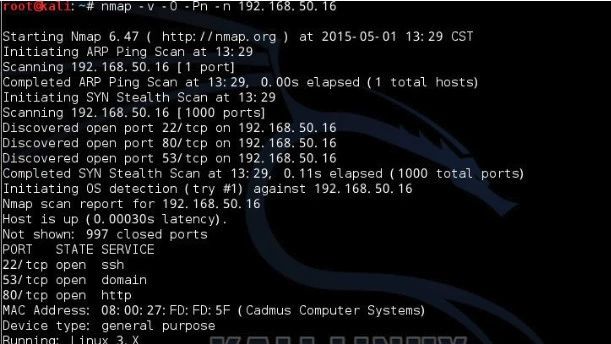 root@kali:~# nmap -v -O -Pn -n 192.168.50.16
Starting Nmap 6.47 ( http://nmap.org ) at 2015-05-01 13:29 CST
Initiating ARP Ping Scan at 13:29
Scanning 192.168.50.16 [1 port]
Completed ARP Ping Scan at 13:29, 0.00s elapsed (1 total hosts)
Initiating SYN Stealth Scan at 13:29
Scanning 192.168.50.16 [1000 ports]
Discovered open port 22/tcp on 192.168.50.16
Discovered open port 80/tcp on 192.168.50.16
Discovered open port 53/tcp on 192.168.50.16
Completed SYN Stealth Scan at 13:29, 0.11s elapsed (1000 total ports)
Initiating OS detection (try #1) against 192.168.50.16
Nmap scan report for 192.168.50.16
Host is up (0.00030s latency).
Not shown: 997 closed ports
PORT   STATE SERVICE
22/tcp open  ssh
53/tcp open  domain
80/tcp open  http
MAC Address: 08:00:27:FD:FD:5F (Cadmus Computer Systems)
Device type: general purpose
Running: Linux 3.X
KALI LINUX